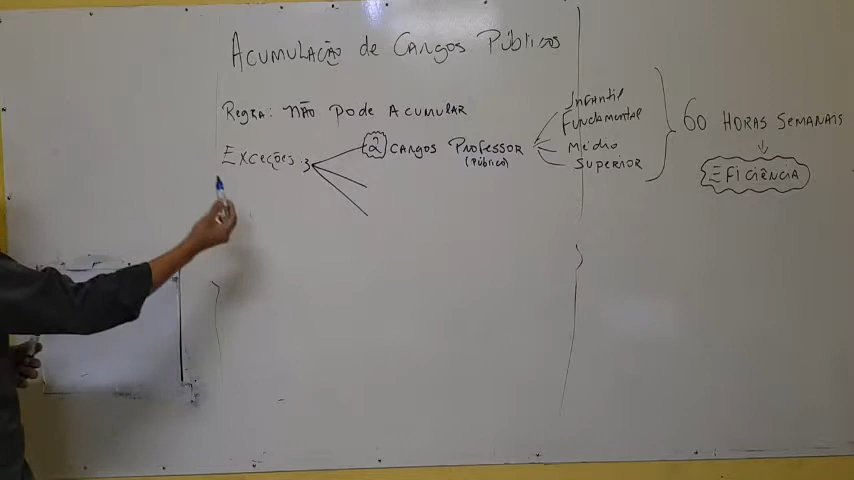 Acumulação de Cargos Públicos
Regra: não pode acumular
Exceções: 3
2 cargos Professor
(Público)
Infantil
Fundamental
Médio
Superior
60 horas semanais
Eficiência